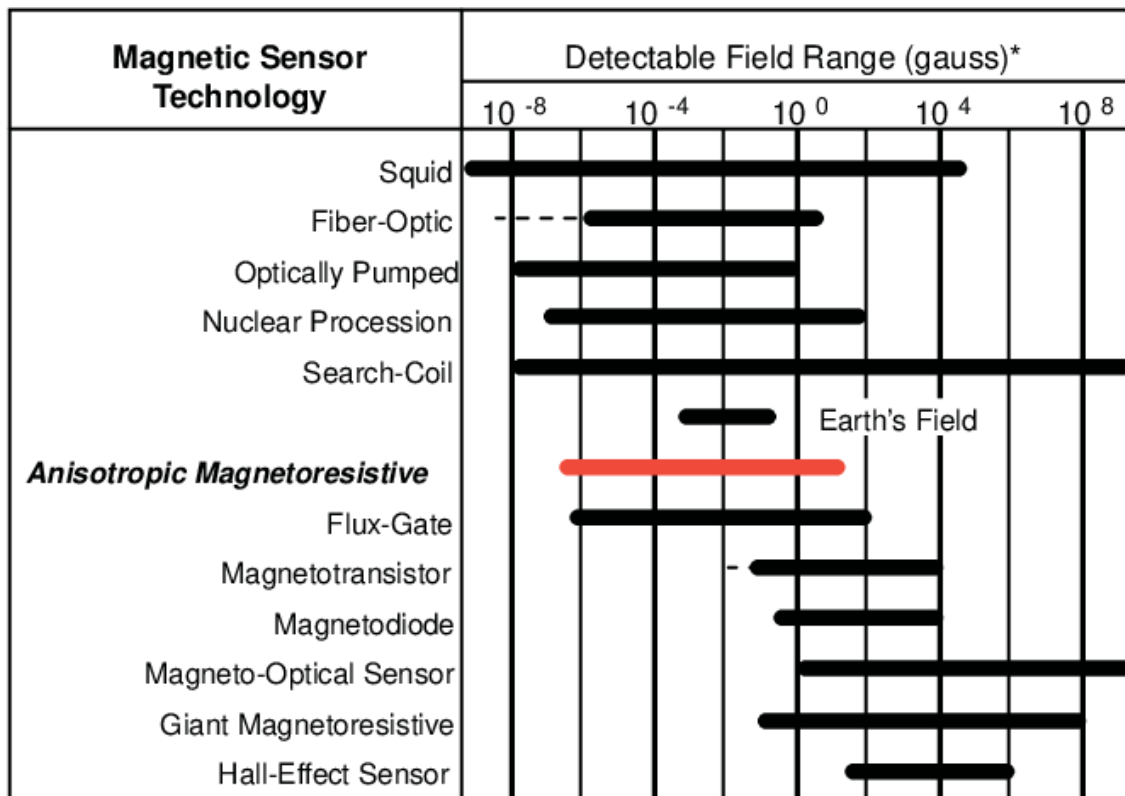 Magnetic Sensor
Technology
Detectable Field Range (gauss)*
10 -8 10 -4 10 0 10 4 10 8
Squid
Fiber-Optic
Optically Pumped
Nuclear Procession
Search-Coil
Earth's Field
Anisotropic Magnetoresistive
Flux-Gate
Magnetotransistor
Magnetodiode
Magneto-Optical Sensor
Giant Magnetoresistive
Hall-Effect Sensor